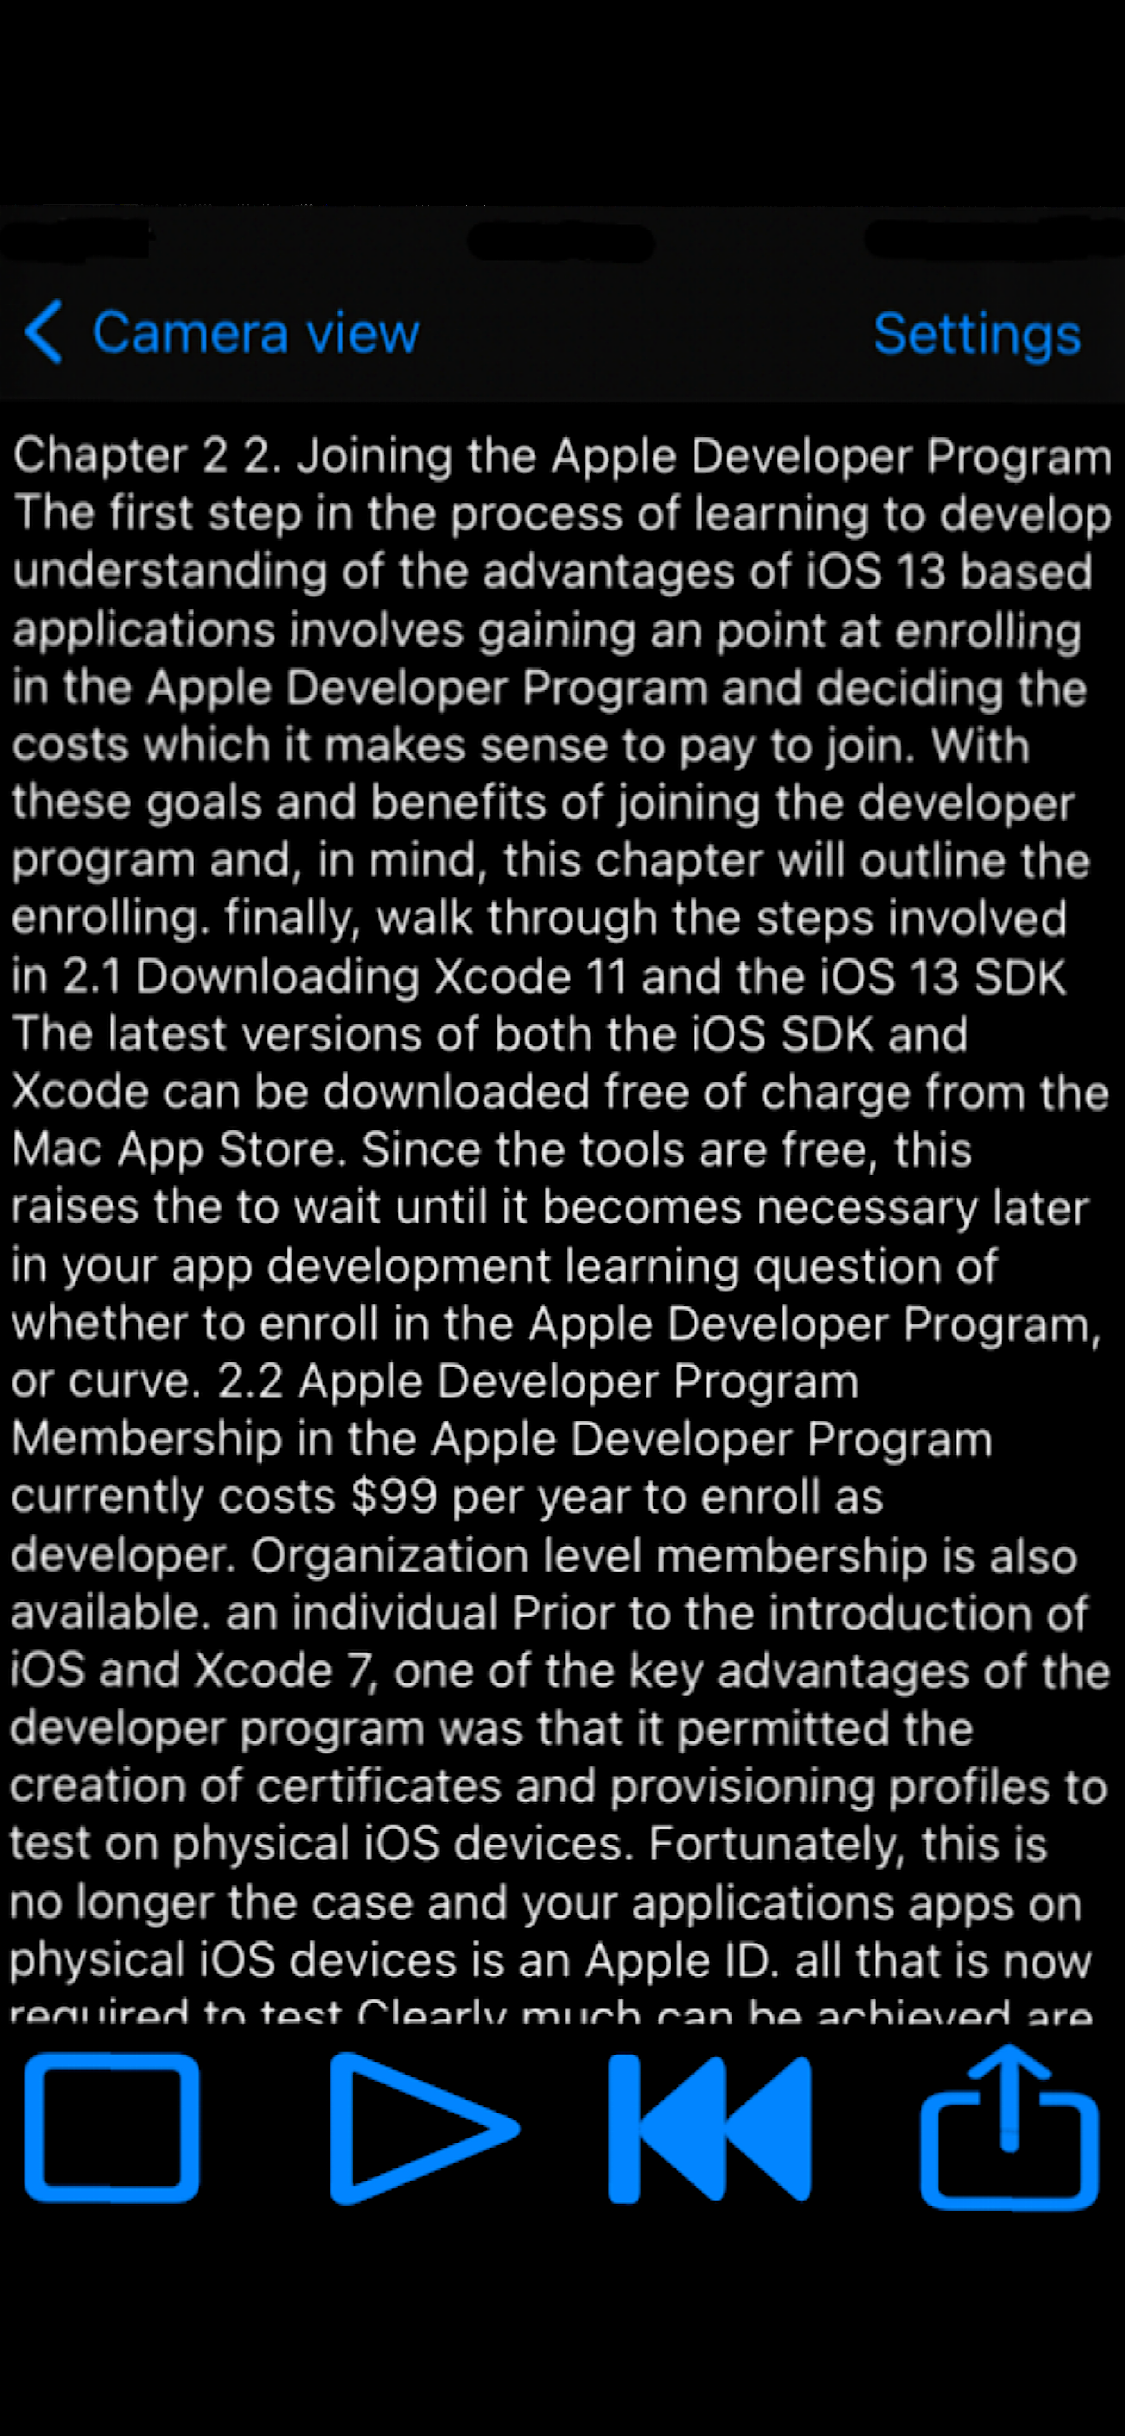 Camera view
Settings
Chapter 2 2. Joining the Apple Developer Program
The first step in the process of learning to develop
understanding of the advantages of iOS 13 based
applications involves gaining an point at enrolling
in the Apple Developer Program and deciding the
costs which it makes sense to pay to join. With
these goals and benefits of joining the developer
program and, in mind, this chapter will outline the
enrolling. finally, walk through the steps involved
in 2.1 Downloading Xcode 11 and the iOS 13 SDK
The latest versions of both the iOS SDK and
Xcode can be downloaded free of charge from the
Mac App Store. Since the tools are free, this
raises the to wait until it becomes necessary later
in your app development learning question of
whether to enroll in the Apple Developer Program,
or curve. 2.2 Apple Developer Program
Membership in the Apple Developer Program
currently costs $99 per year to enroll as
developer. Organization level membership is also
available. an individual Prior to the introduction of
iOS and Xcode 7, one of the key advantages of the
developer program was that it permitted the
creation of certificates and provisioning profiles to
test on physical iOS devices. Fortunately, this is
no longer the case and your applications apps on
physical iOS devices is an Apple ID. all that is now
required to test Clearly much can be achieved are